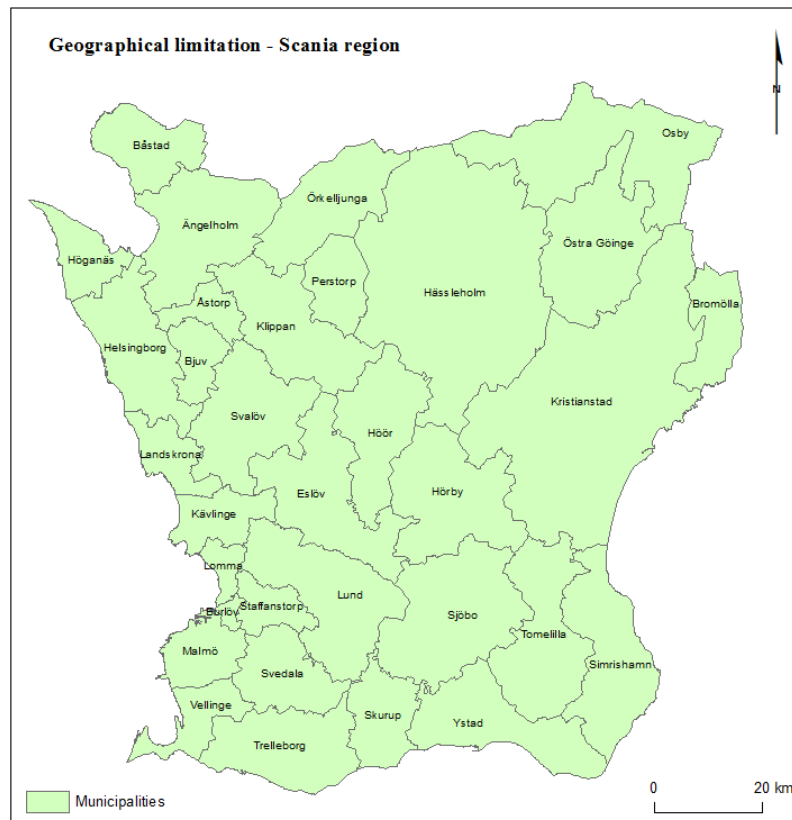 Geographical limitation - Scania region
N
Båstad
Osby
Örkelljunga
Ängelholm
Östra Göinge
Höganäs
Perstorp
Hässleholm
Åstorp
Bromölla
Klippan
Helsingborg
Bjuv
Kristianstad
Svalöv
Höör
Landskrona
Eslöv
Hörby
Kävlinge
Lomma
Lund
Staffanstorp
Burlöv
Sjöbo
Tomelilla
Malmö
Simrishamn
Svedala
Vellinge
Skurup
Ystad
Trelleborg
0 20 km
Municipalities